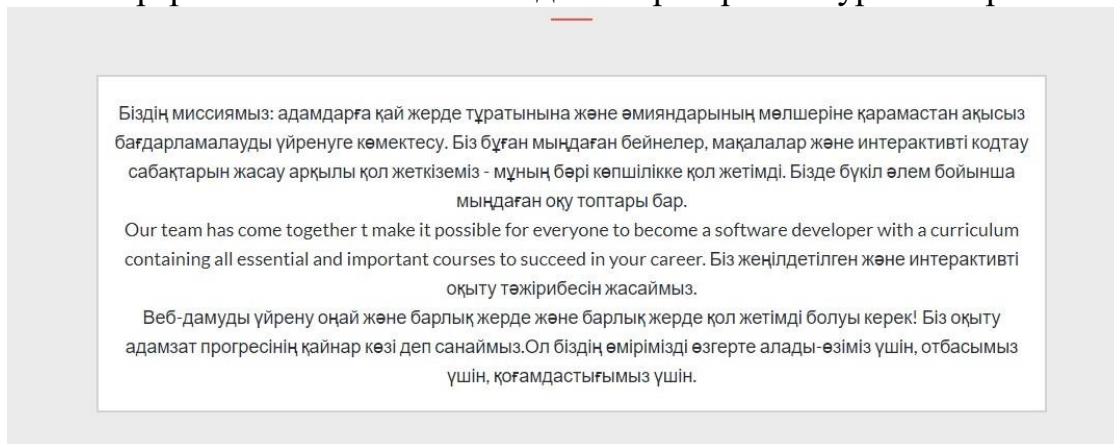 Біздің миссиямыз: адамдарға қай жерде тұратынына және әмияндарының мөлшеріне қарамастан ақысыз
бағдарламалауды үйренуге көмектесу. Біз бұған мыңдаған бейнелер, мақалалар және интерактивті кодтау
сабақтарын жасау арқылы қол жеткіземіз - мұның бәрі көпшілікке қол жетімді. Бізде бүкіл әлем бойынша
мыңдаған оқу топтары бар.
Our team has come together t make it possible for everyone to become a software developer with a curriculum
containing all essential and important courses to succeed in your career. Біз жеңілдетілген және интерактивті
оқыту тәжірибесін жасаймыз.
Веб-дамуды үйрену оңай және барлық жерде және барлық жерде қол жетімді болуы керек! Біз оқыту
адамзат прогресінің қайнар көзі деп санаймыз.Ол біздің өмірімізді өзгерте алады-өзіміз үшін, отбасымыз
үшін, қоғамдастығымыз үшін.